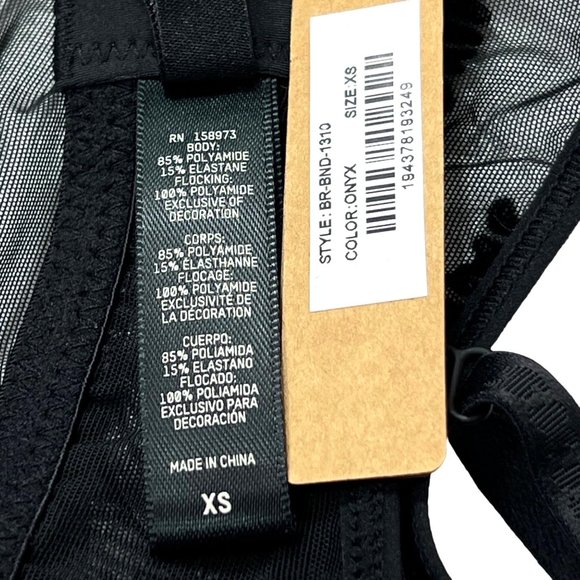 RN 158973
BODY:
85% POLYAMIDE
15% ELASTANE
FLOCKING:
100% POLYAMIDE
EXCLUSIVE OF
DECORATION
CORPS:
85% POLYAMIDE
15% ÉLASTHANNE
FLOCAGE:
100% POLYAMIDE
EXCLUSIVITÉ DE
LA DÉCORATION
CUERPO:
85% POLIAMIDA
15% ELASTANO
FLOCADO:
100% POLIAMIDA
EXCLUSIVO PARA
DECORACIÓN
MADE IN CHINA
XS
STYLE: BR-BND-1310
COLOR:ONYX SIZE:XS
194378193249